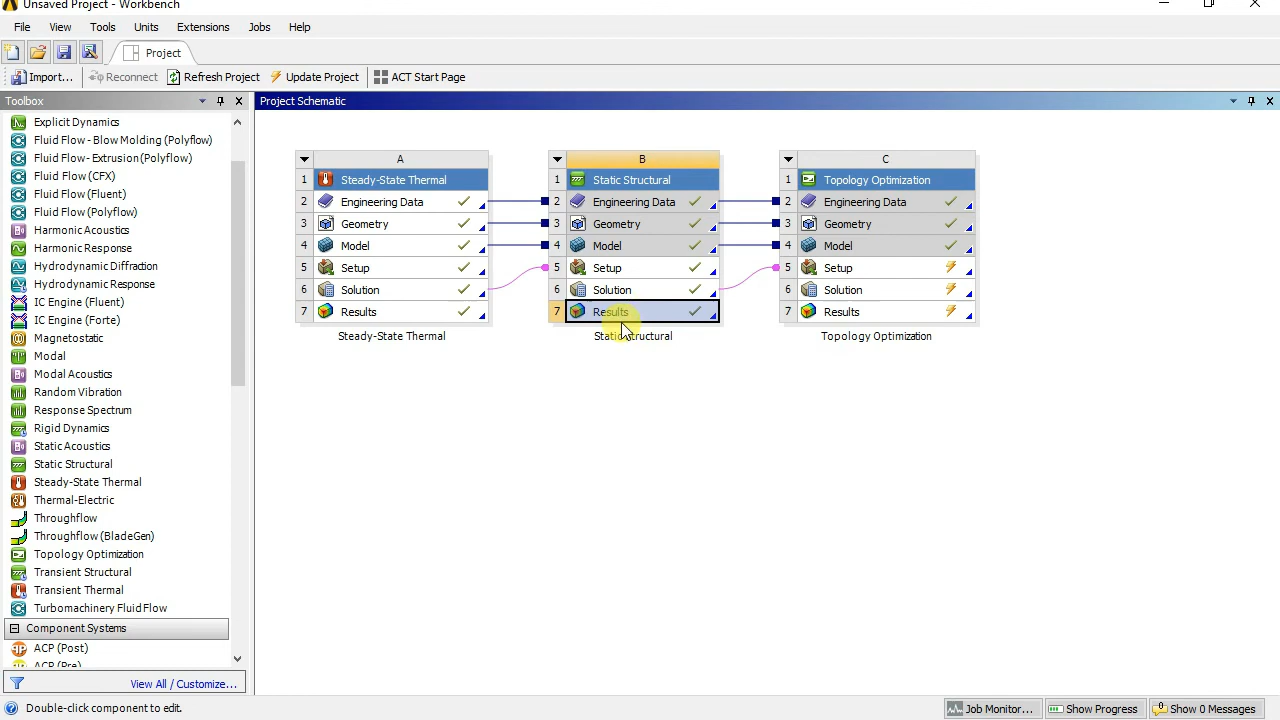 Unsaved Project - Workbench
File View Tools Units Extensions Jobs Help
Project
Import... Reconnect Refresh Project Update Project ACT Start Page
Toolbox
Project Schematic
Explicit Dynamics
Fluid Flow - Blow Molding (Polyflow)
Fluid Flow - Extrusion (Polyflow)
Fluid Flow (CFX)
Fluid Flow (Fluent)
Fluid Flow (Polyflow)
Harmonic Acoustics
Harmonic Response
Hydrodynamic Diffraction
Hydrodynamic Response
IC Engine (Fluent)
IC Engine (Forte)
Magnetostatic
Modal
Modal Acoustics
Random Vibration
Response Spectrum
Rigid Dynamics
Static Acoustics
Static Structural
Steady-State Thermal
Thermal-Electric
Throughflow
Throughflow (BladeGen)
Topology Optimization
Transient Structural
Transient Thermal
Turbomachinery Fluid Flow
Component Systems
ACP (Post)
ACP (Pre)
View All / Customize...
A
1 Steady-State Thermal
2 Engineering Data
3 Geometry
4 Model
5 Setup
6 Solution
7 Results
Steady-State Thermal
B
1 Static Structural
2 Engineering Data
3 Geometry
4 Model
5 Setup
6 Solution
7 Results
Static Structural
C
1 Topology Optimization
2 Engineering Data
3 Geometry
4 Model
5 Setup
6 Solution
7 Results
Topology Optimization
Double-click component to edit.
Job Monitor... Show Progress Show 0 Messages